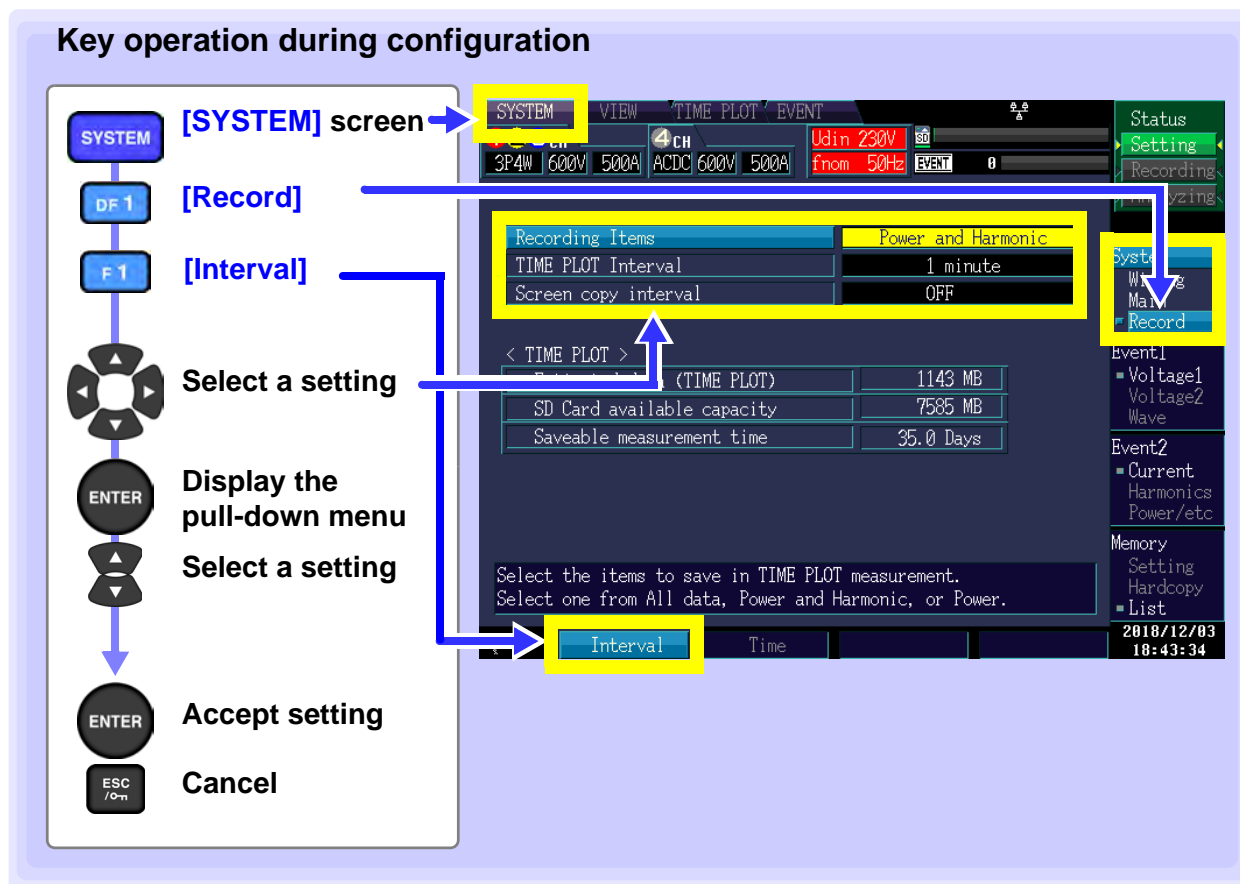 Key operation during configuration
SYSTEM
[SYSTEM] screen
DF 1
[Record]
F 1
[Interval]
Select a setting
ENTER
Display the
pull-down menu
Select a setting
ENTER
Accept setting
ESC
Cancel
SYSTEM VIEW TIME PLOT EVENT
4 CH
Udin 230V SD
3P4W 600V 500A ACDC 600V 500A fnom 50Hz EVENT 0
Recording Items Power and Harmonic
TIME PLOT Interval 1 minute
Screen copy interval OFF
< TIME PLOT >
(TIME PLOT) 1143 MB
SD Card available capacity 7585 MB
Saveable measurement time 35.0 Days
Select the items to save in TIME PLOT measurement.
Select one from All data, Power and Harmonic, or Power.
Interval Time
Status
Setting
Recording
Record
Event1
Voltage1
Voltage2
Wave
Event2
Current
Harmonics
Power/etc
Memory
Setting
Hardcopy
List
2018/12/03
18:43:34